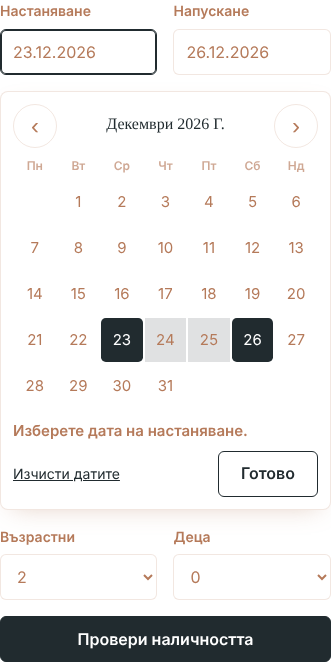 Настаняване Напускане
23.12.2026 26.12.2026
‹ Декември 2026 Г. ›
Пн Вт Ср Чт Пт Сб Нд
1 2 3 4 5 6
7 8 9 10 11 12 13
14 15 16 17 18 19 20
21 22 23 24 25 26 27
28 29 30 31
Изберете дата на настаняване.
Изчисти датите Готово
Възрастни Деца
2 0
Провери наличността